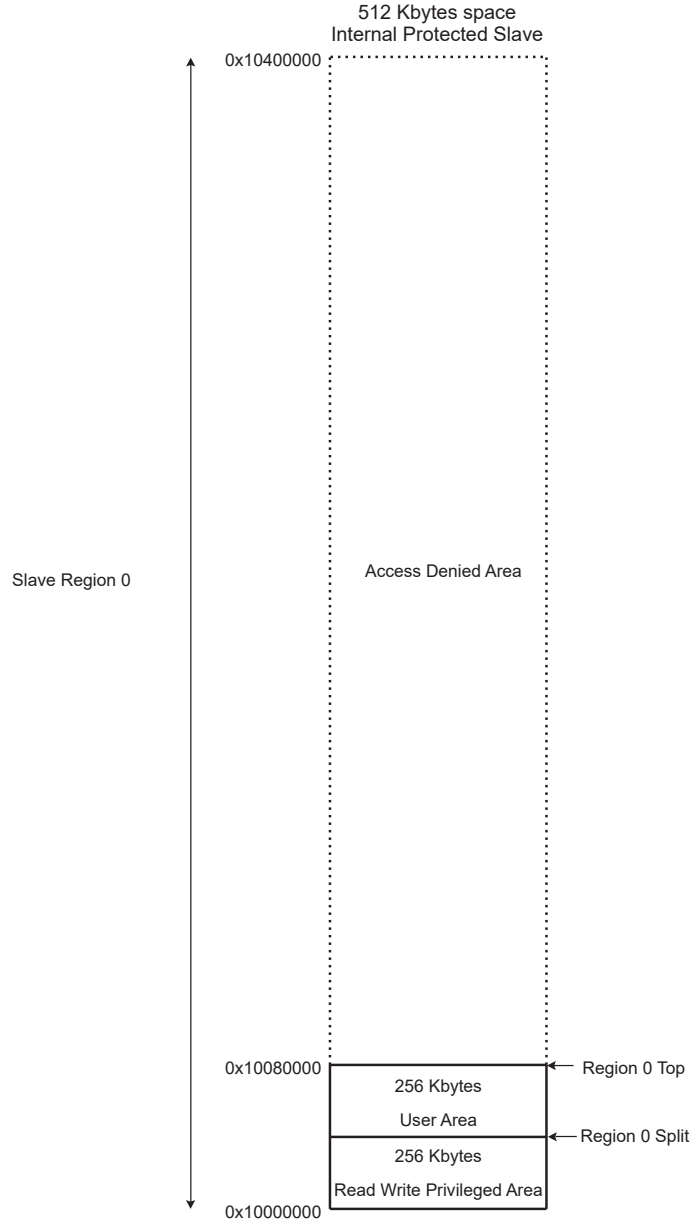 512 Kbytes space
Internal Protected Slave
0x10400000
Slave Region 0
Access Denied Area
0x10080000
Region 0 Top
256 Kbytes
User Area
Region 0 Split
256 Kbytes
Read Write Privileged Area
0x10000000